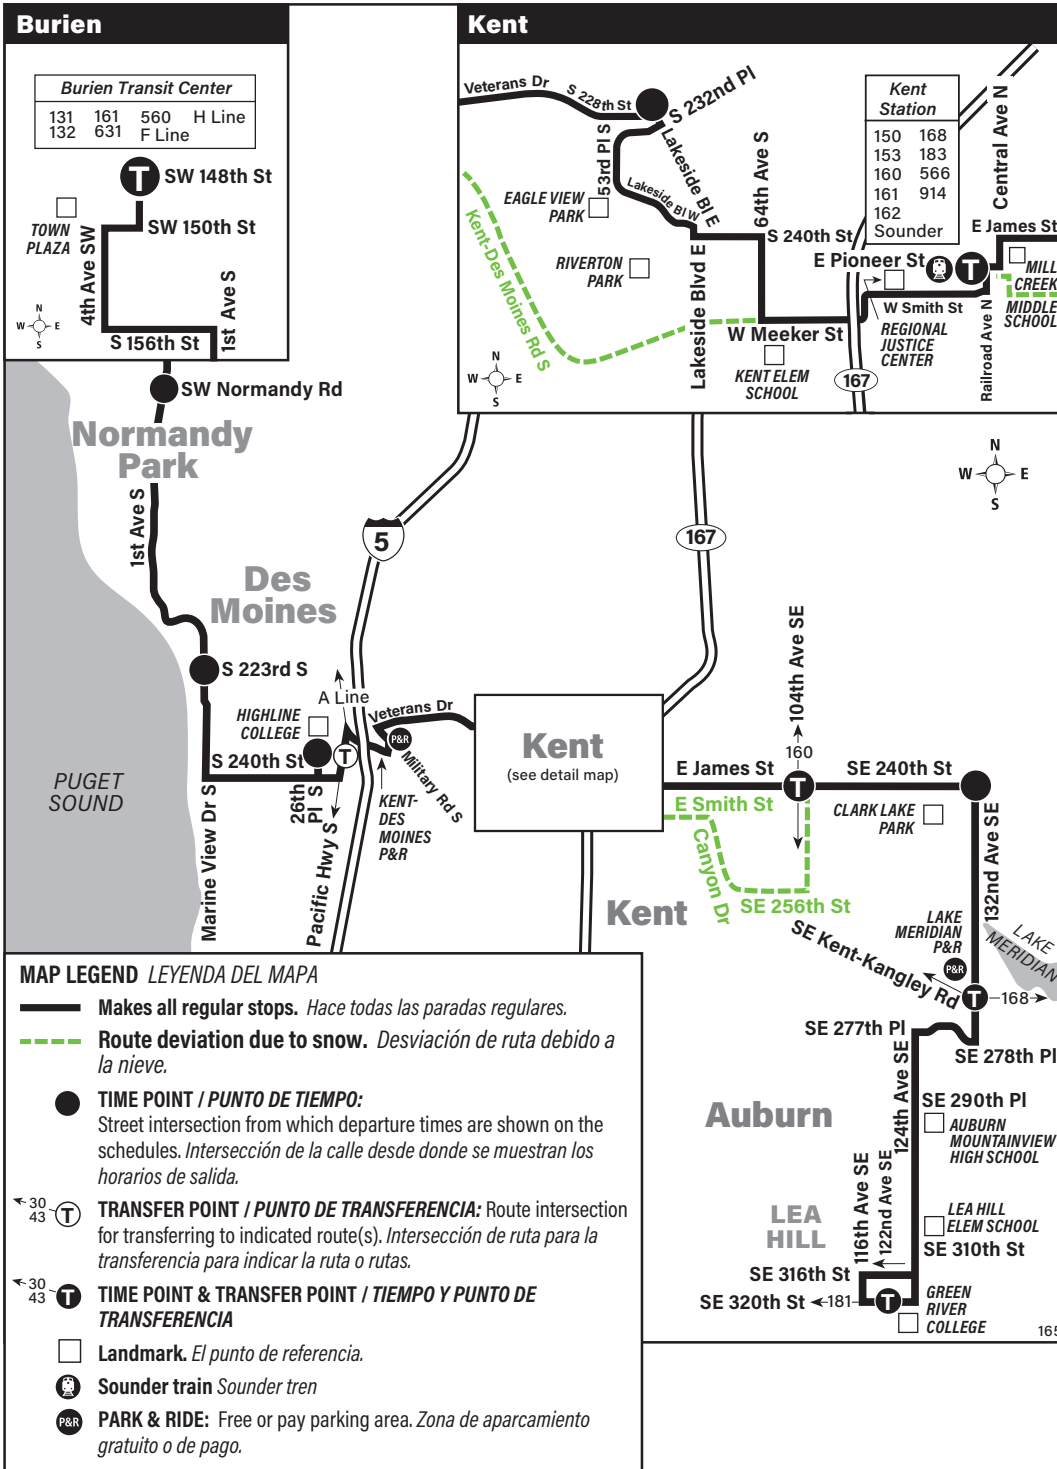 Burien
Burien Transit Center
131 161 560 H Line
132 631 F Line
T
SW 148th St
TOWN
PLAZA
SW 150th St
4th Ave SW
1st Ave S
N
W E
S
S 156th St
Kent
Veterans Dr
S 228th St
S 232nd Pl
53rd Pl S
Lakeside Bl E
Lakeside Bl W
EAGLE VIEW
PARK
RIVERTON
PARK
Kent-Des Moines Rd S
64th Ave S
S 240th St
Lakeside Blvd E
W Meeker St
KENT ELEM
SCHOOL
N
W E
S
Kent
Station
150 168
153 183
160 566
161 914
162
Sounder
Central Ave N
E James St
E Pioneer St
T
MILL
CREEK
MIDDLE
SCHOOL
W Smith St
REGIONAL
JUSTICE
CENTER
Railroad Ave N
167
SW Normandy Rd
Normandy
Park
1st Ave S
5
167
N
W E
S
Des
Moines
S 223rd S
A Line
HIGHLINE
COLLEGE
Veterans Dr
P&R
S 240th St
T
Military Rd S
26th
Pl S
KENT-
DES
MOINES
P&R
Pacific Hwy S
Marine View Dr S
PUGET
SOUND
Kent
(see detail map)
104th Ave SE
160
E James St
T
SE 240th St
E Smith St
CLARK LAKE
PARK
Canyon Dr
SE 256th St
132nd Ave SE
Kent
LAKE
MERIDIAN
P&R
P&R
LAKE
MERIDIAN
SE Kent-Kangley Rd
T
168
SE 277th Pl
SE 278th Pl
124th Ave SE
Auburn
SE 290th Pl
AUBURN
MOUNTAINVIEW
HIGH SCHOOL
116th Ave SE
122nd Ave SE
LEA
HILL
LEA HILL
ELEM SCHOOL
SE 310th St
SE 316th St
SE 320th St
181
T
GREEN
RIVER
COLLEGE
165
MAP LEGEND LEYENDA DEL MAPA
Makes all regular stops. Hace todas las paradas regulares.
Route deviation due to snow. Desviación de ruta debido a
la nieve.
TIME POINT / PUNTO DE TIEMPO:
Street intersection from which departure times are shown on the
schedules. Intersección de la calle desde donde se muestran los
horarios de salida.
30
43
T
TRANSFER POINT / PUNTO DE TRANSFERENCIA: Route intersection
for transferring to indicated route(s). Intersección de ruta para la
transferencia para indicar la ruta o rutas.
30
43
T
TIME POINT & TRANSFER POINT / TIEMPO Y PUNTO DE
TRANSFERENCIA
Landmark. El punto de referencia.
Sounder train Sounder tren
P&R
PARK & RIDE: Free or pay parking area. Zona de aparcamiento
gratuito o de pago.